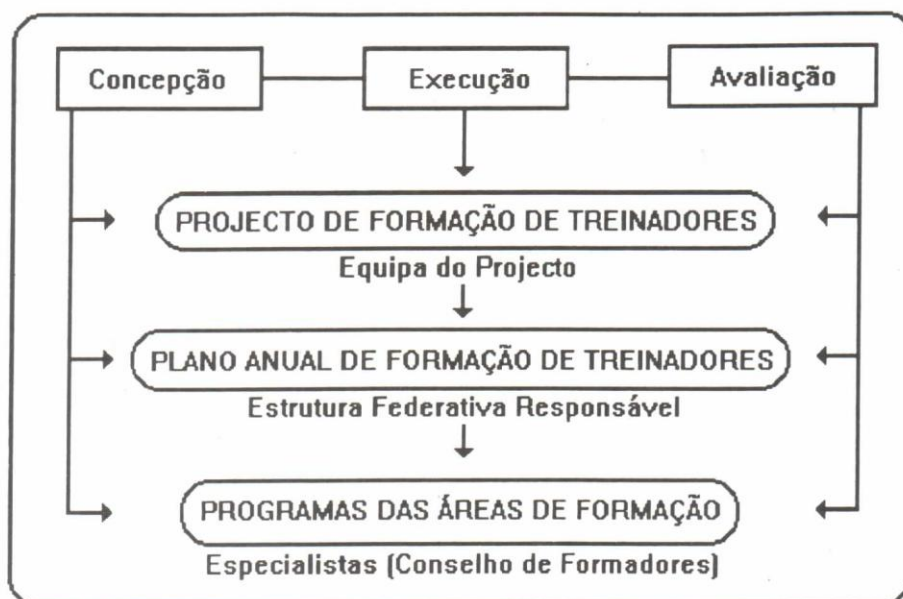 Concepção
Execução
Avaliação
PROJECTO DE FORMAÇÃO DE TREINADORES
Equipa do Projecto
PLANO ANUAL DE FORMAÇÃO DE TREINADORES
Estrutura Federativa Responsável
PROGRAMAS DAS ÁREAS DE FORMAÇÃO
Especialistas (Conselho de Formadores)